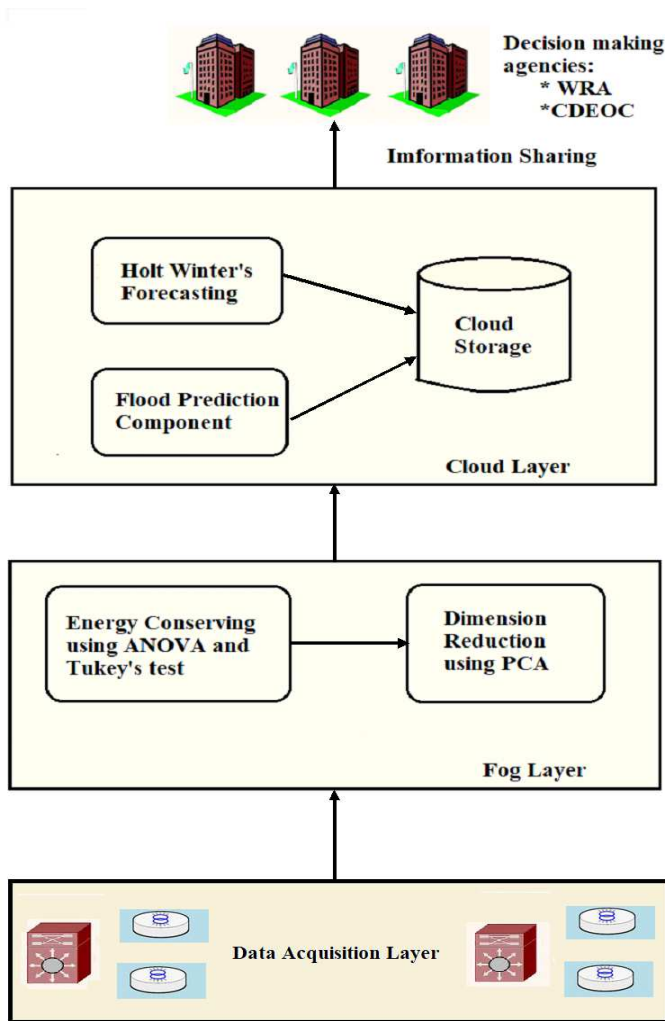 Decision making
agencies:
* WRA
*CDEOC
Imformation Sharing
Holt Winter's
Forecasting
Cloud
Storage
Flood Prediction
Component
Cloud Layer
Energy Conserving
using ANOVA and
Tukey's test
Dimension
Reduction
using PCA
Fog Layer
Data Acquisition Layer